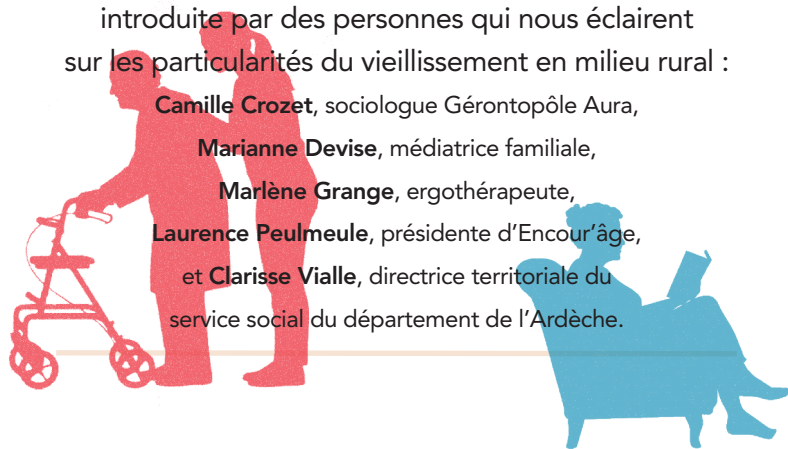 introduite par des personnes qui nous éclairent
sur les particularités du vieillissement en milieu rural :
Camille Crozet, sociologue Gérontopôle Aura,
Marianne Devise, médiatrice familiale,
Marlène Grange, ergothérapeute,
Laurence Peulmeule, présidente d’Encour’âge,
et Clarisse Vialle, directrice territoriale du
service social du département de l’Ardèche.